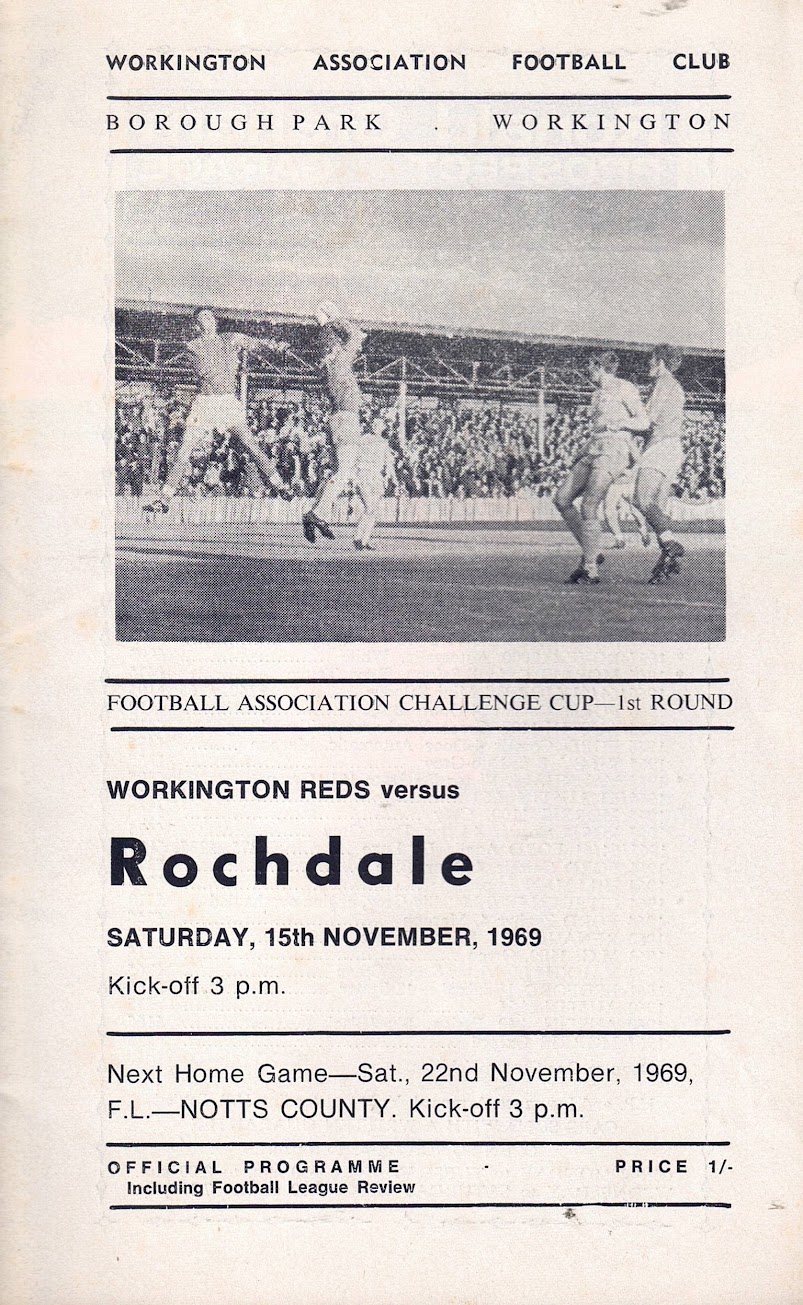 WORKINGTON ASSOCIATION FOOTBALL CLUB
BOROUGH PARK . WORKINGTON
FOOTBALL ASSOCIATION CHALLENGE CUP—1st ROUND
WORKINGTON REDS versus
Rochdale
SATURDAY, 15th NOVEMBER, 1969
Kick-off 3 p.m.
Next Home Game—Sat., 22nd November, 1969,
F.L.—NOTTS COUNTY. Kick-off 3 p.m.
OFFICIAL PROGRAMME - PRICE 1/-
Including Football League Review